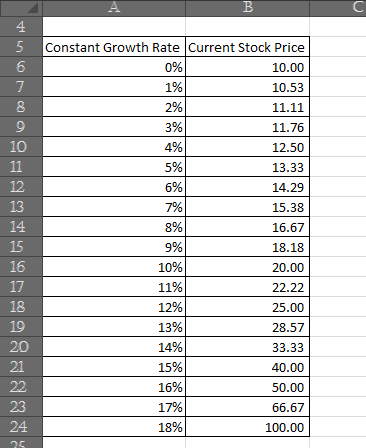 A B C
4
5 Constant Growth Rate Current Stock Price
6 0% 10.00
7 1% 10.53
8 2% 11.11
9 3% 11.76
10 4% 12.50
11 5% 13.33
12 6% 14.29
13 7% 15.38
14 8% 16.67
15 9% 18.18
16 10% 20.00
17 11% 22.22
18 12% 25.00
19 13% 28.57
20 14% 33.33
21 15% 40.00
22 16% 50.00
23 17% 66.67
24 18% 100.00
25